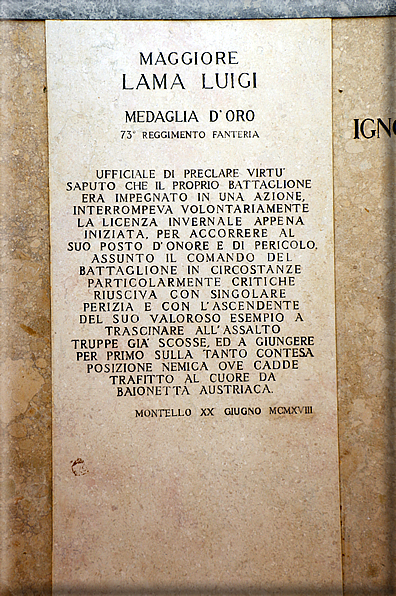 MAGGIORE
LAMA LUIGI
MEDAGLIA D'ORO
73° REGGIMENTO FANTERIA
UFFICIALE DI PRECLARE VIRTU'
SAPUTO CHE IL PROPRIO BATTAGLIONE
ERA IMPEGNATO IN UNA AZIONE,
INTERROMPEVA VOLONTARIAMENTE
LA LICENZA INVERNALE APPENA
INIZIATA, PER ACCORRERE AL
SUO POSTO D'ONORE E DI PERICOLO,
ASSUNTO IL COMANDO DEL
BATTAGLIONE IN CIRCOSTANZE
PARTICOLARMENTE CRITICHE
RIUSCIVA CON SINGOLARE
PERIZIA E CON L'ASCENDENTE
DEL SUO VALOROSO ESEMPIO A
TRASCINARE ALL'ASSALTO
TRUPPE GIA' SCOSSE, ED A GIUNGERE
PER PRIMO SULLA TANTO CONTESA
POSIZIONE NEMICA OVE CADDE
TRAFITTO AL CUORE DA
BAIONETTA AUSTRIACA.
MONTELLO XX GIUGNO MCMXVIII